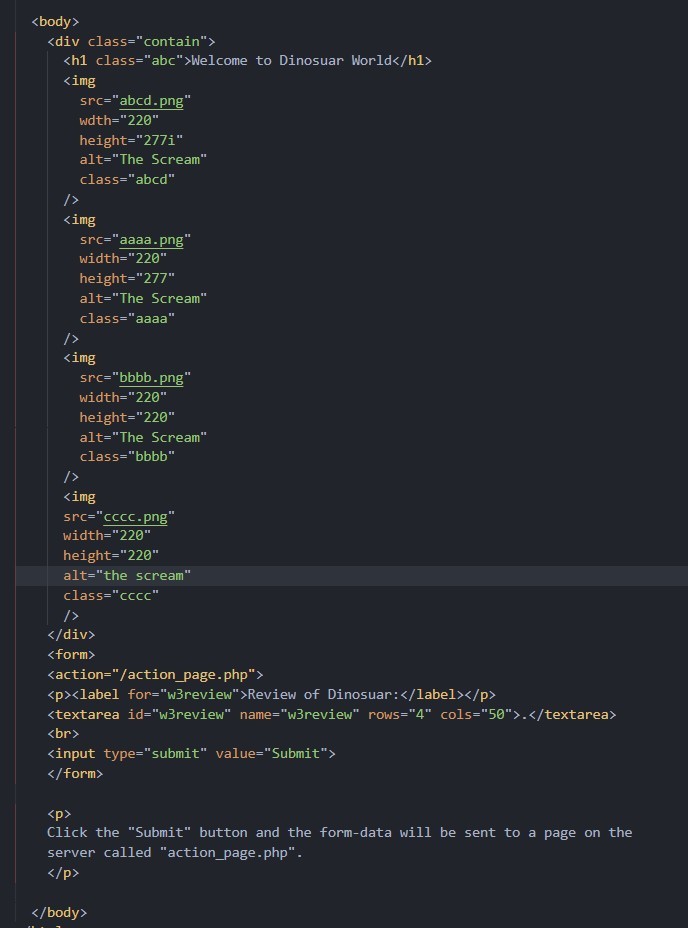 <body>
<div class="contain">
<h1 class="abc">Welcome to Dinosuar World</h1>
<img
src="abcd.png"
wdth="220"
height="277i"
alt="The Scream"
class="abcd"
/>
<img
src="aaaa.png"
width="220"
height="277"
alt="The Scream"
class="aaaa"
/>
<img
src="bbbb.png"
width="220"
height="220"
alt="The Scream"
class="bbbb"
/>
<img
src="cccc.png"
width="220"
height="220"
alt="the scream"
class="cccc"
/>
</div>
<form>
<action="/action_page.php">
<p><label for="w3review">Review of Dinosuar:</label></p>
<textarea id="w3review" name="w3review" rows="4" cols="50">.</textarea>
<br>
<input type="submit" value="Submit">
</form>
<p>
Click the "Submit" button and the form-data will be sent to a page on the
server called "action_page.php".
</p>
</body>